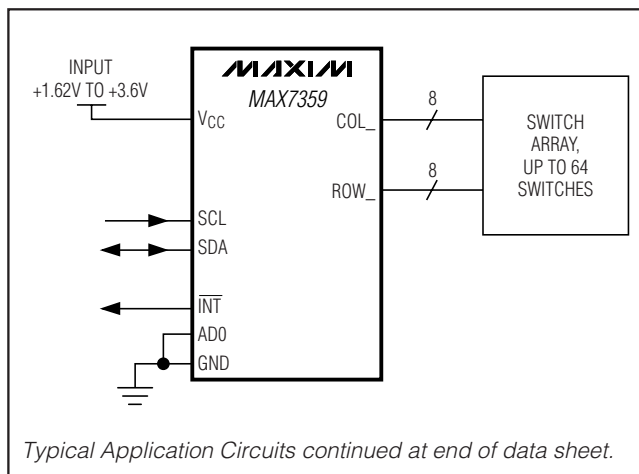 INPUT
+1.62V TO +3.6V
MAXIM
MAX7359
VCC
COL_
8
ROW_
8
SWITCH
ARRAY,
UP TO 64
SWITCHES
SCL
SDA
INT
AD0
GND
Typical Application Circuits continued at end of data sheet.